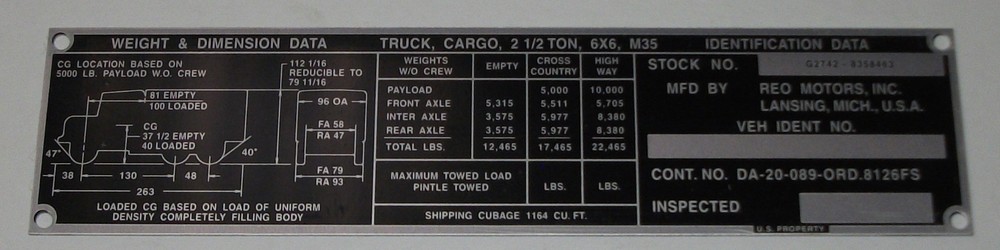 WEIGHT & DIMENSION DATA
TRUCK, CARGO, 2 1/2 TON, 6X6, M35
IDENTIFICATION DATA
CG LOCATION BASED ON
5000 LB. PAYLOAD W.O. CREW
112 1/16
REDUCIBLE TO
79 11/16
81 EMPTY
100 LOADED
96 OA
CG
37 1/2 EMPTY
40 LOADED
FA 58
RA 47
47°
40°
38
130
48
FA 79
RA 93
263
LOADED CG BASED ON LOAD OF UNIFORM
DENSITY COMPLETELY FILLING BODY
WEIGHTS W/O CREW EMPTY CROSS COUNTRY HIGH WAY
PAYLOAD 5,000 10,000
FRONT AXLE 5,315 5,511 5,705
INTER AXLE 3,575 5,977 8,380
REAR AXLE 3,575 5,977 8,380
TOTAL LBS. 12,465 17,465 22,465
MAXIMUM TOWED LOAD
PINTLE TOWED LBS. LBS.
SHIPPING CUBAGE 1164 CU. FT.
STOCK NO. G2742 - 8358462
MFD BY REO MOTORS, INC.
LANSING, MICH., U.S.A.
VEH IDENT NO.
CONT. NO. DA-20-089-ORD.8126FS
INSPECTED
U.S. PROPERTY